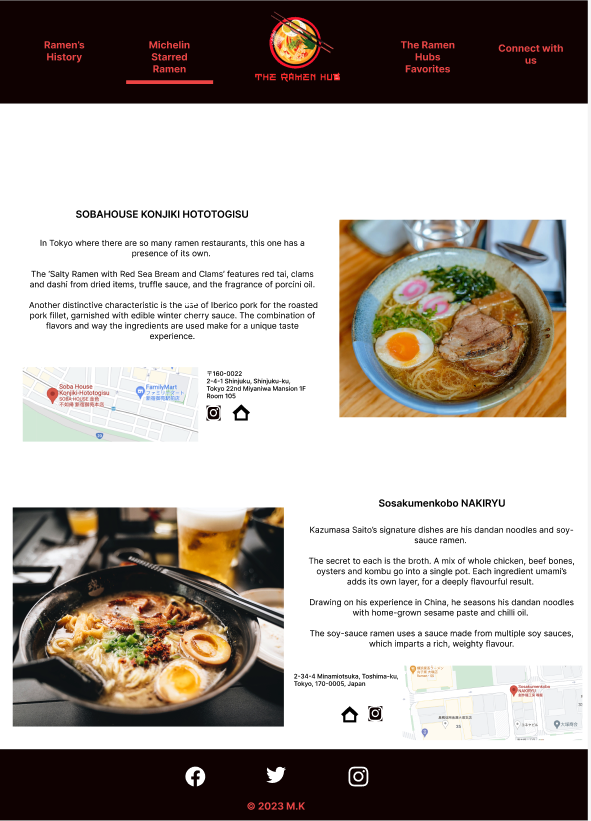 Ramen's
History
Michelin
Starred
Ramen
THE RAMEN HUB
The Ramen
Hubs
Favorites
Connect with
us
SOBAHOUSE KONJIKI HOTOTOGISU
In Tokyo where there are so many ramen restaurants, this one has a
presence of its own.
The 'Salty Ramen with Red Sea Bream and Clams' features red tai, clams
and dashi from dried items, truffle sauce, and the fragrance of porcini oil.
Another distinctive characteristic is the use of Iberico pork for the roasted
pork fillet, garnished with edible winter cherry sauce. The combination of
flavors and way the ingredients are used make for a unique taste
experience.
Soba House
Konjiki-Hototogisu
FamilyMart
〒160-0022
2-4-1 Shinjuku, Shinjuku-ku,
Tokyo 22nd Miyaniwa Mansion 1F
Room 105
Sosakumenkobo NAKIRYU
Kazumasa Saito's signature dishes are his dandan noodles and soy-
sauce ramen.
The secret to each is the broth. A mix of whole chicken, beef bones,
oysters and kombu go into a single pot. Each ingredient umami's
adds its own layer, for a deeply flavourful result.
Drawing on his experience in China, he seasons his dandan noodles
with home-grown sesame paste and chilli oil.
The soy-sauce ramen uses a sauce made from multiple soy sauces,
which imparts a rich, weighty flavour.
2-34-4 Minamiotsuka, Toshima-ku,
Tokyo, 170-0005, Japan
Sosakumenkobo
NAKIRYU
© 2023 M.K